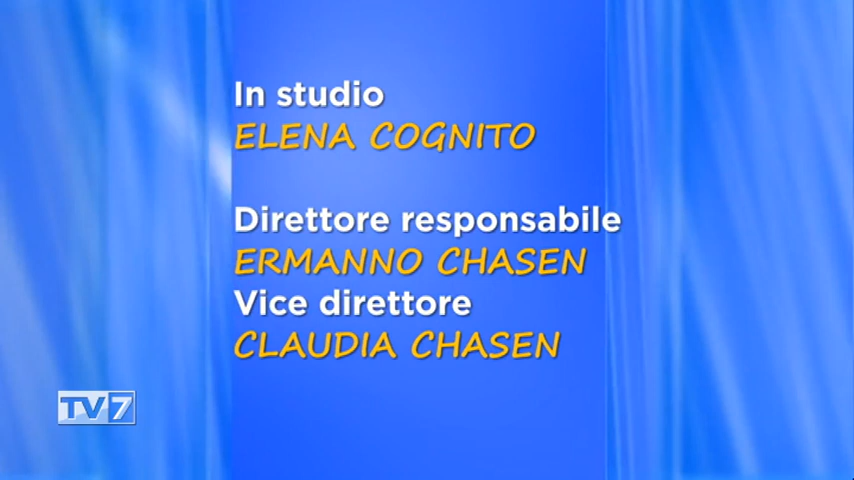 In studio
ELENA COGNITO
Direttore responsabile
ERMANNO CHASEN
Vice direttore
CLAUDIA CHASEN
TV7